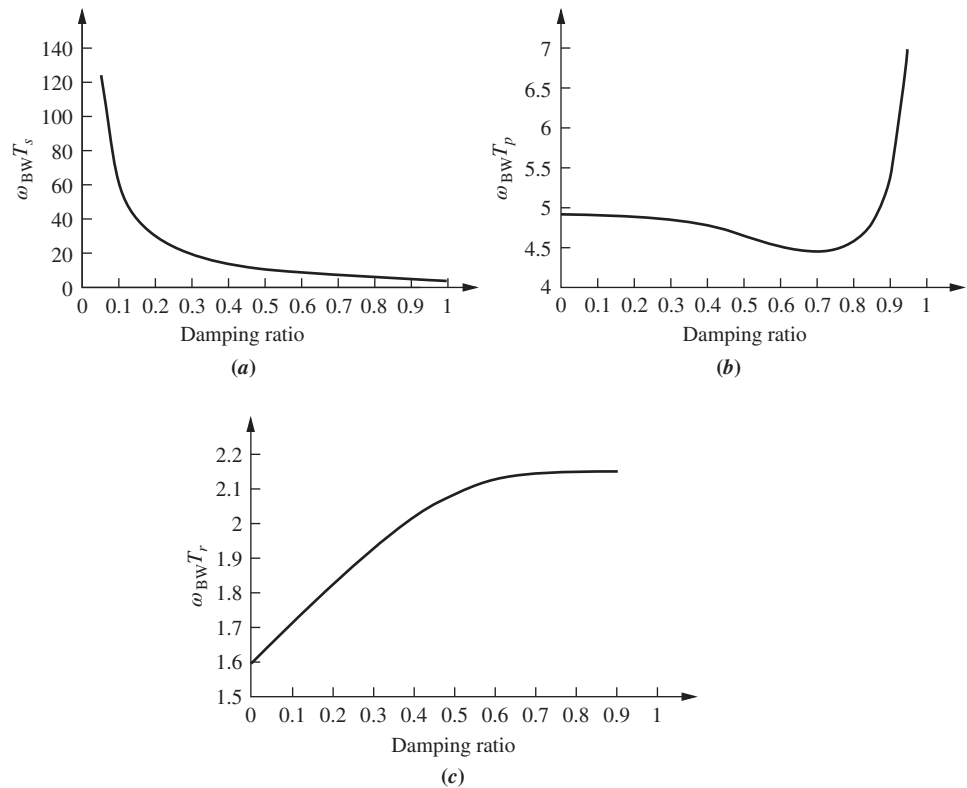 140
120
100
80
60
40
20
0
ω_BW T_s
0 0.1 0.2 0.3 0.4 0.5 0.6 0.7 0.8 0.9 1
Damping ratio
(a)
7
6.5
6
5.5
5
4.5
4
ω_BW T_p
0 0.1 0.2 0.3 0.4 0.5 0.6 0.7 0.8 0.9 1
Damping ratio
(b)
2.2
2.1
2
1.9
1.8
1.7
1.6
1.5
ω_BW T_r
0 0.1 0.2 0.3 0.4 0.5 0.6 0.7 0.8 0.9 1
Damping ratio
(c)